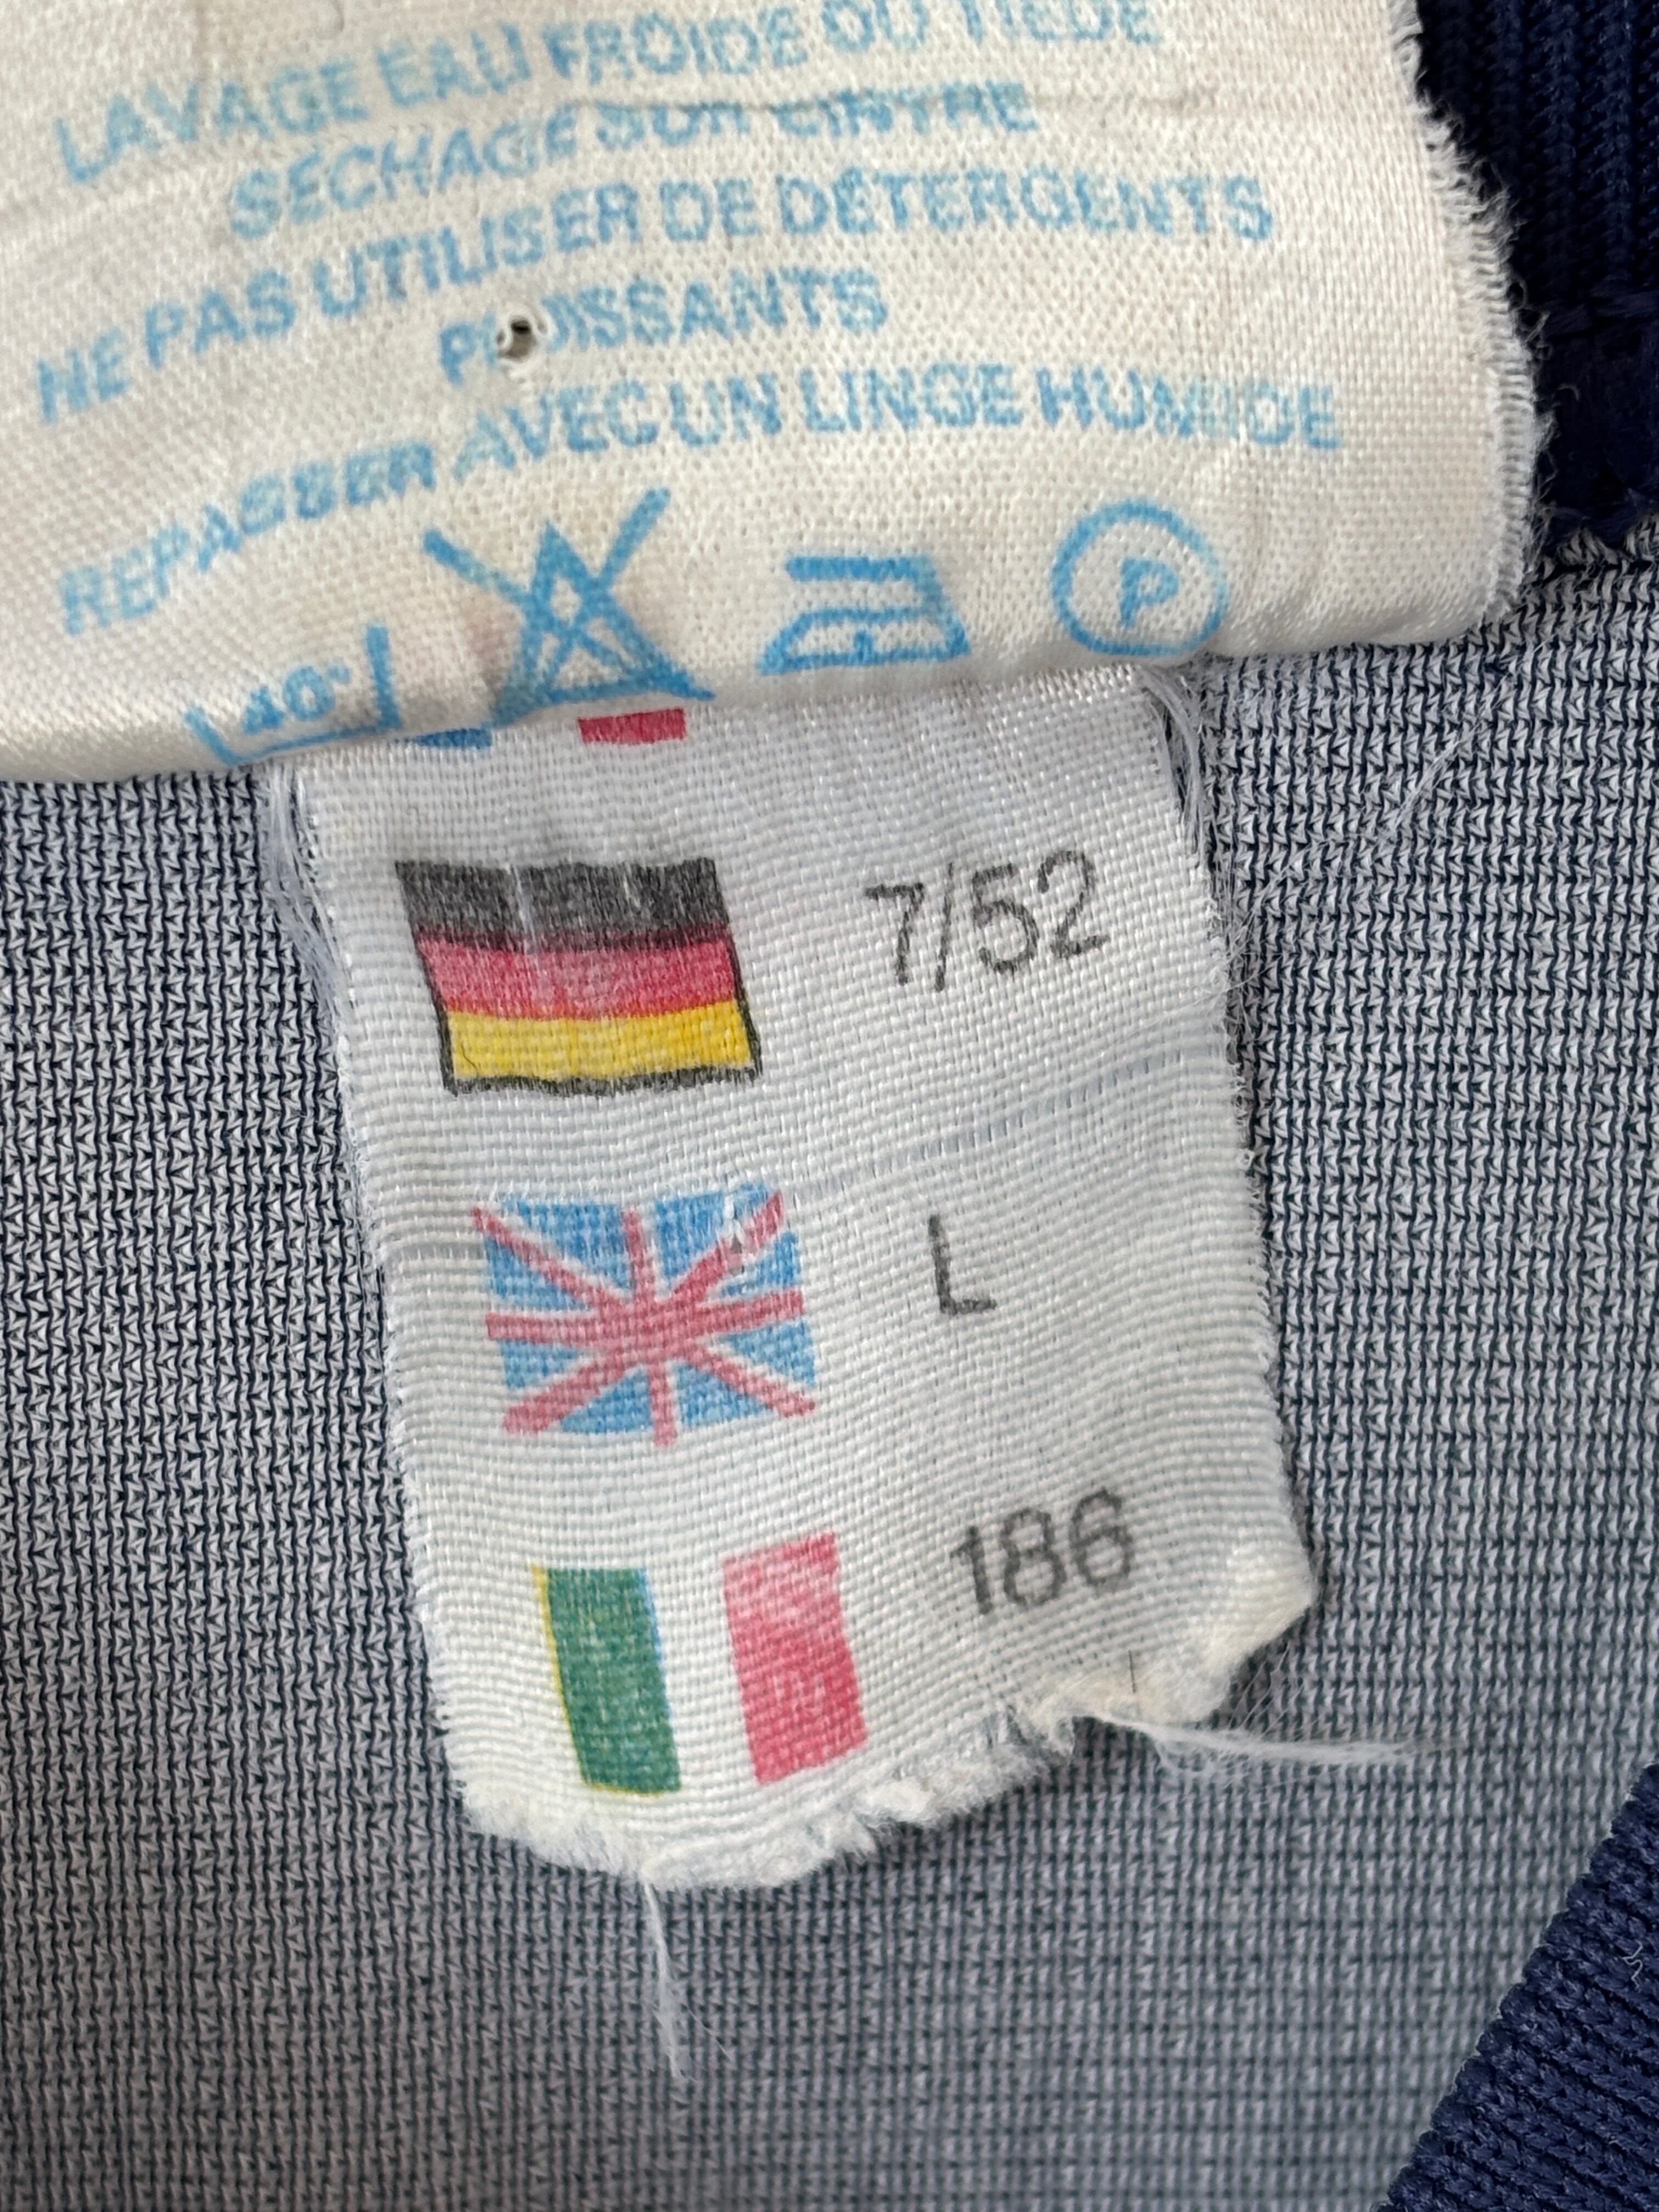 LAVAGE EAU FROIDE OU TIEDE
SÉCHAGE SUR CINTRE
NE PAS UTILISER DE DÉTERGENTS
PUISSANTS
REPASSER AVEC UN LINGE HUMIDE
40° P
7/52
L
186